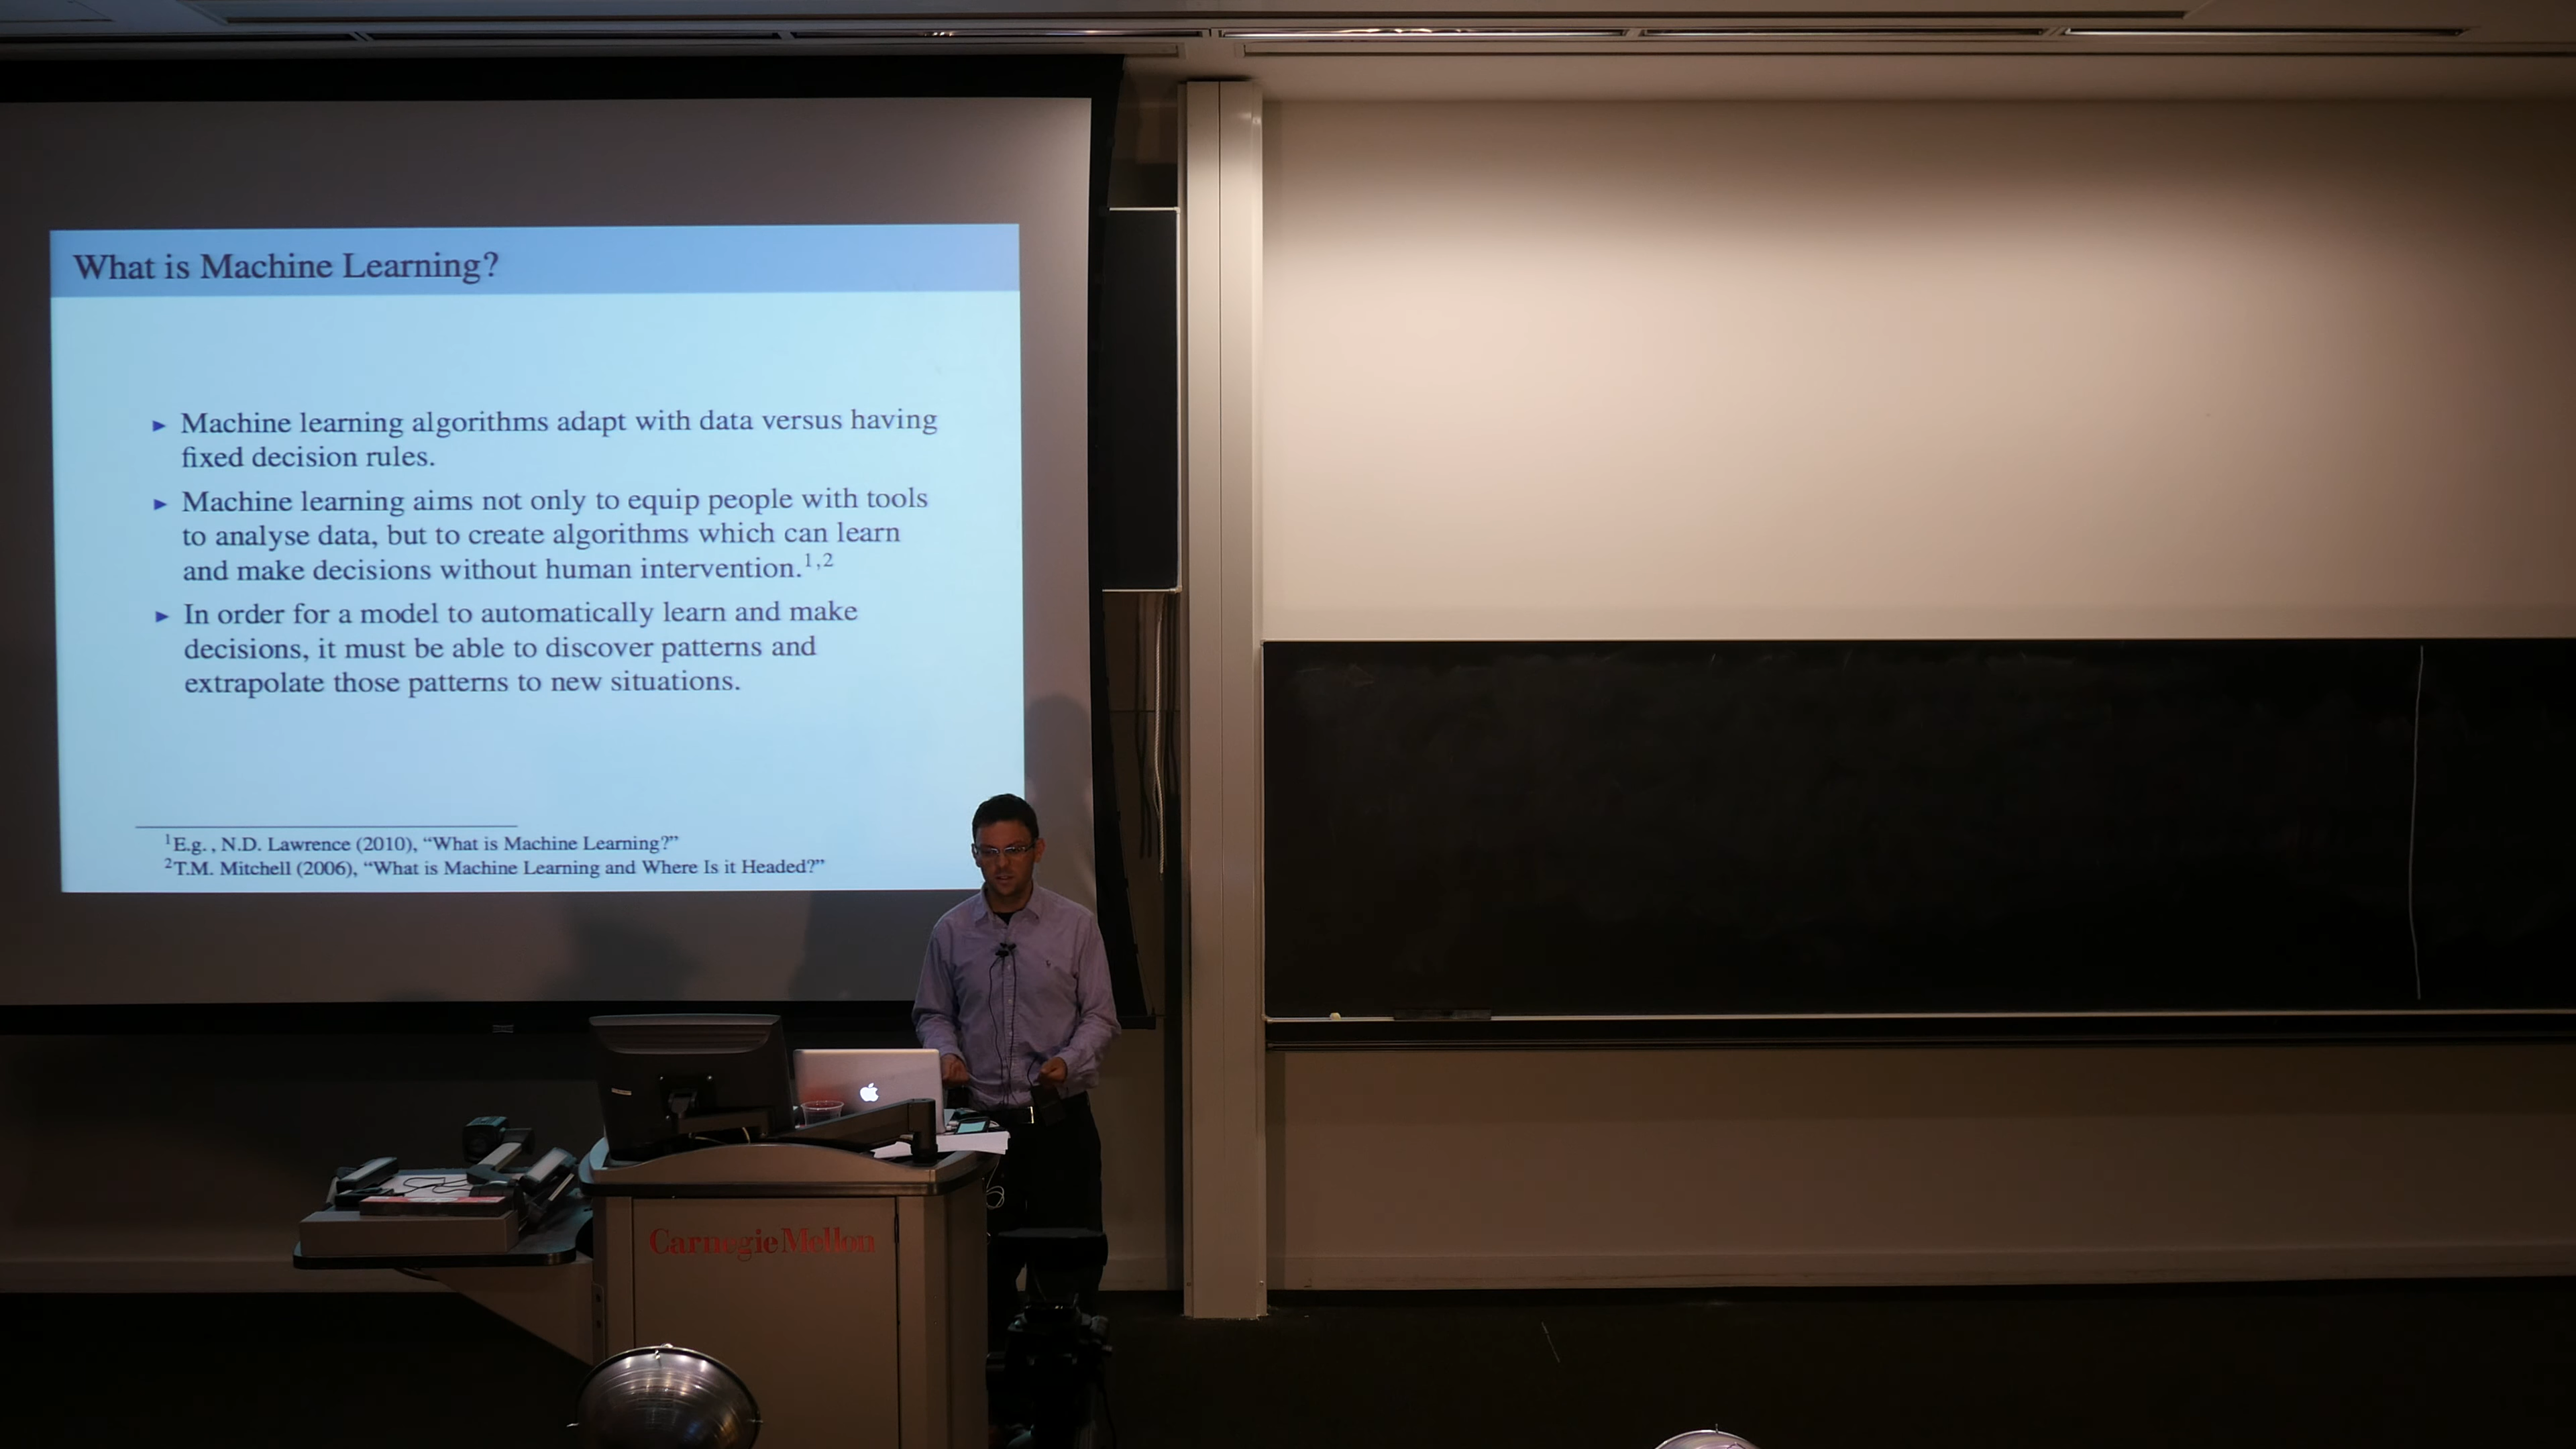 What is Machine Learning?
► Machine learning algorithms adapt with data versus having
fixed decision rules.
► Machine learning aims not only to equip people with tools
to analyse data, but to create algorithms which can learn
and make decisions without human intervention.1,2
► In order for a model to automatically learn and make
decisions, it must be able to discover patterns and
extrapolate those patterns to new situations.
1E.g., N.D. Lawrence (2010), “What is Machine Learning?”
2T.M. Mitchell (2006), “What is Machine Learning and Where Is it Headed?”
Carnegie Mellon